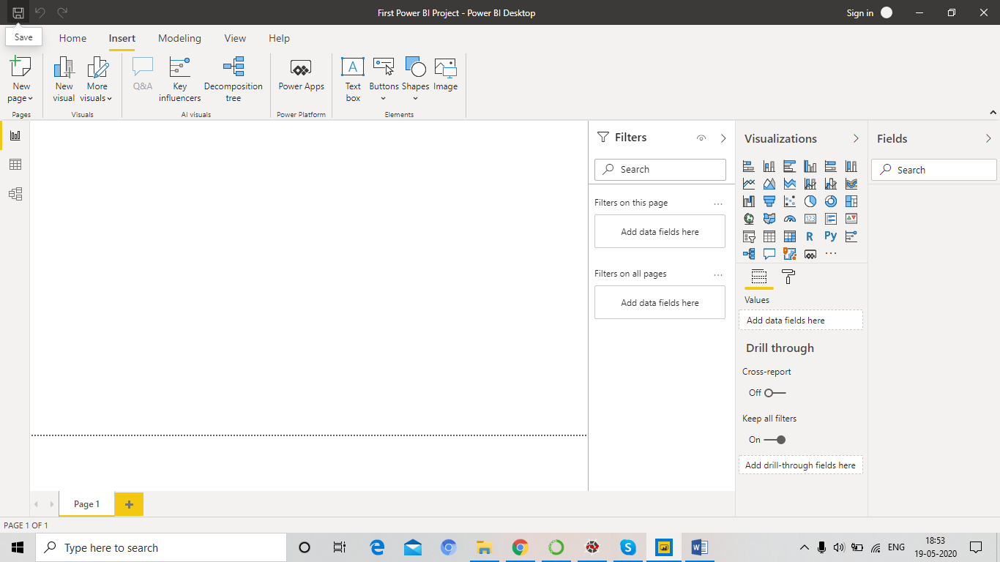 First Power BI Project - Power BI Desktop
Sign in
Save
Home Insert Modeling View Help
New page
New visual
More visuals
Q&A
Key influencers
Decomposition tree
Power Apps
Text box
Buttons
Shapes
Image
Pages
Visuals
AI visuals
Power Platform
Elements
Filters
Search
Filters on this page
...
Add data fields here
Filters on all pages
...
Add data fields here
Visualizations
123
R
Py
...
Values
Add data fields here
Drill through
Cross-report
Off
Keep all filters
On
Add drill-through fields here
Fields
Search
Page 1
+
PAGE 1 OF 1
Type here to search
ENG
18:53
19-05-2020